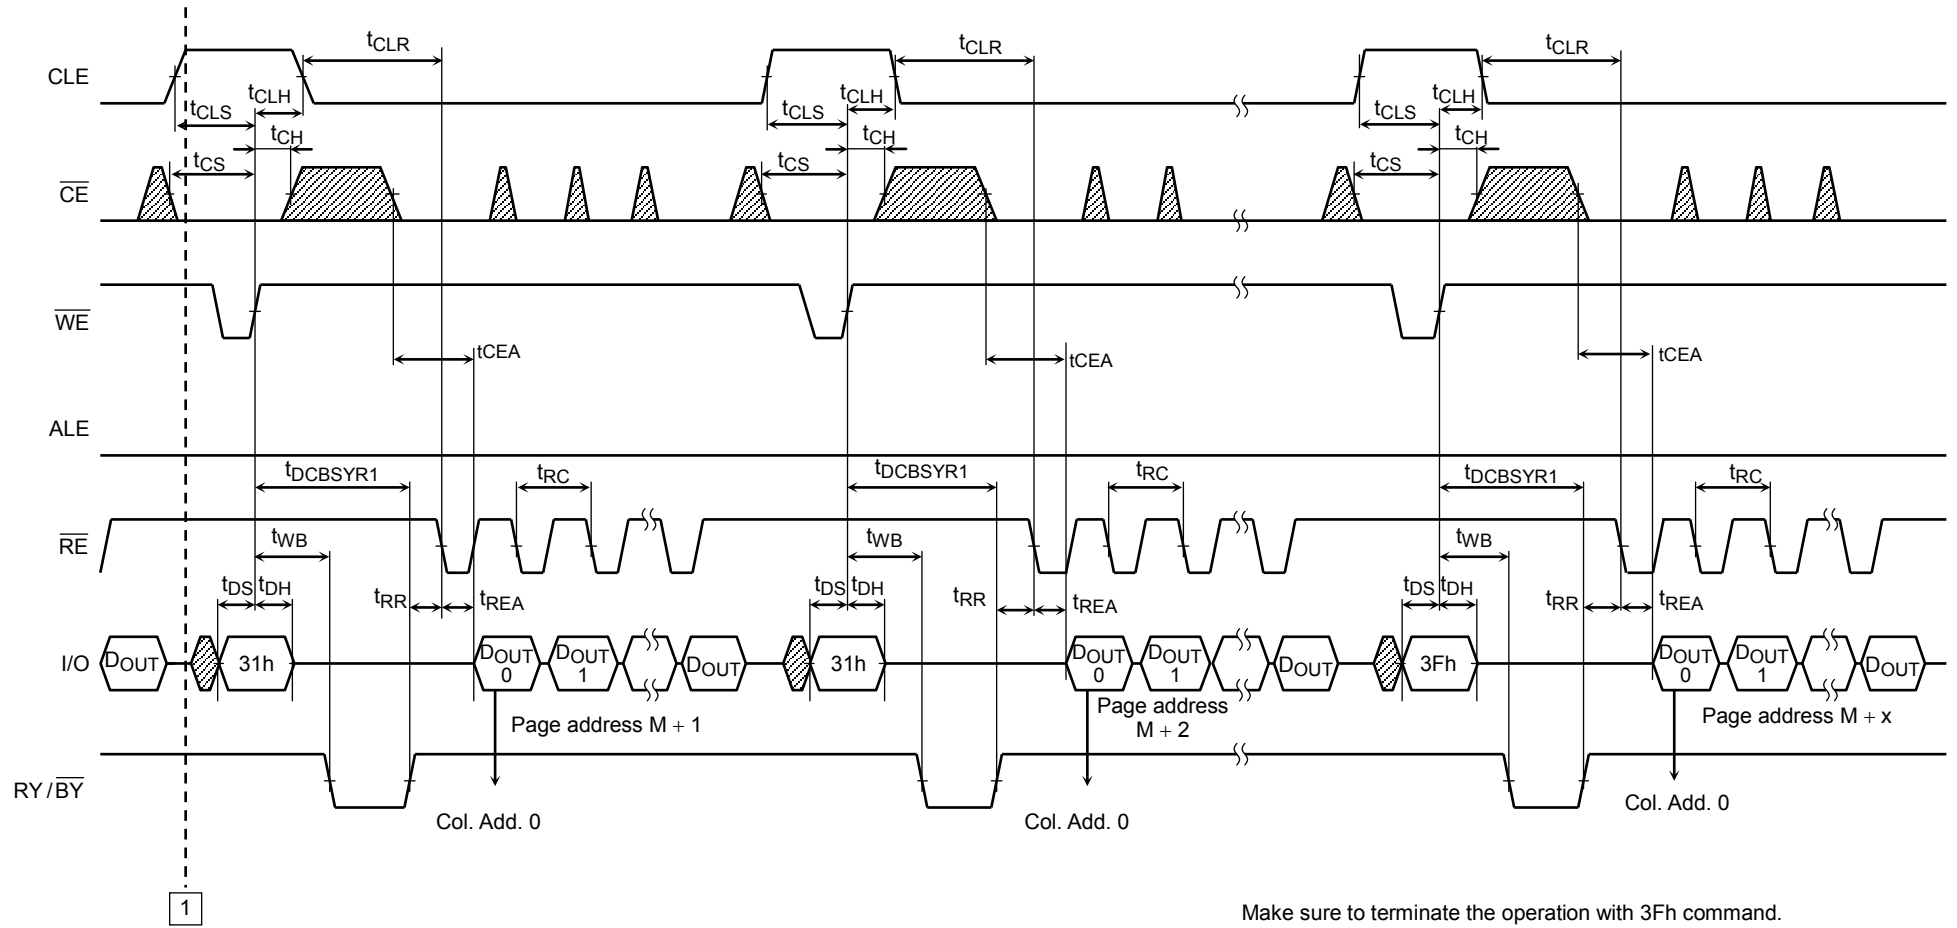 tCLR tCLR tCLR
CLE
tCLH tCLH tCLH
tCLS tCLS tCLS
tCH tCH tCH
tCS tCS tCS
CE
WE
tCEA tCEA tCEA
ALE
tDCBSYR1 tDCBSYR1 tDCBSYR1
tRC tRC tRC
RE
tWB tWB tWB
tDS tDH tDS tDH tDS tDH
tRR tREA tRR tREA tRR tREA
I/O DOUT 31h DOUT 0 DOUT 1 DOUT 31h DOUT 0 DOUT 1 DOUT 3Fh DOUT 0 DOUT 1 DOUT
Page address M + 1
Page address
M + 2
Page address M + x
RY/BY
Col. Add. 0 Col. Add. 0 Col. Add. 0
1
Make sure to terminate the operation with 3Fh command.